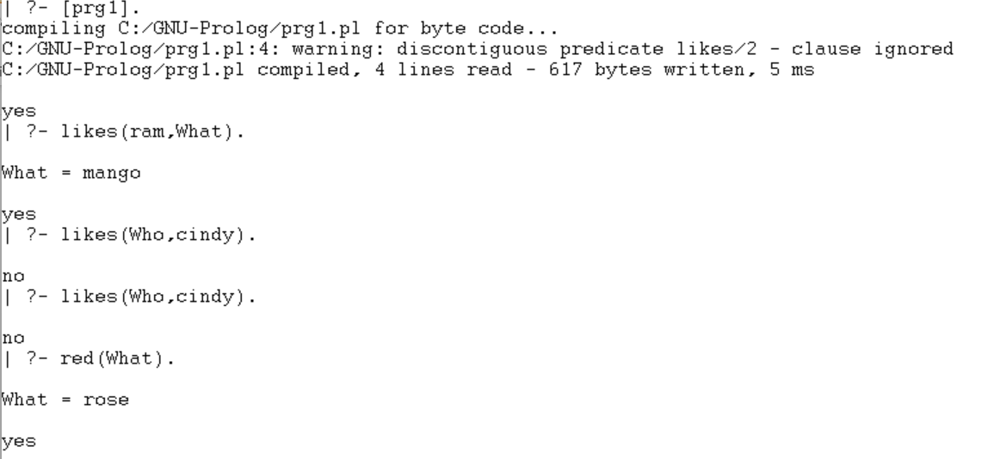 | ?- [prg1].
compiling C:/GNU-Prolog/prg1.pl for byte code...
C:/GNU-Prolog/prg1.pl:4: warning: discontiguous predicate likes/2 - clause ignored
C:/GNU-Prolog/prg1.pl compiled, 4 lines read - 617 bytes written, 5 ms
yes
| ?- likes(ram,What).
What = mango
yes
| ?- likes(Who,cindy).
no
| ?- likes(Who,cindy).
no
| ?- red(What).
What = rose
yes